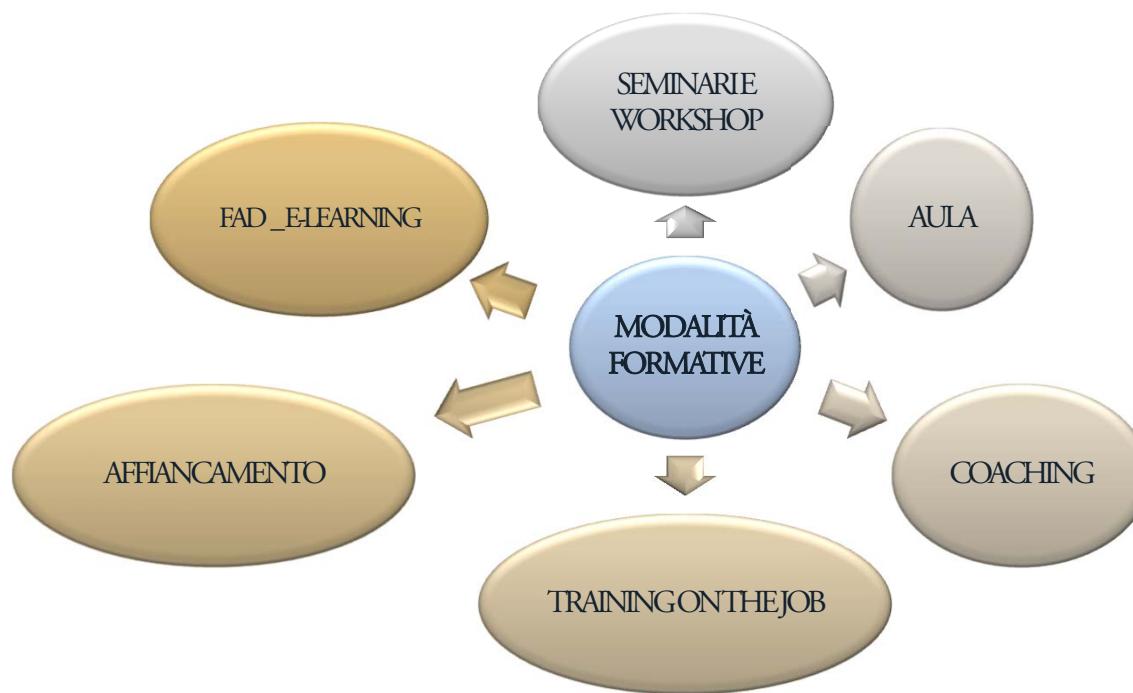 SEMINARI E
WORKSHOP
AULA
FAD _E-LEARNING
MODALITÀ
FORMATIVE
AFFIANCAMENTO
COACHING
TRAINING ON THE JOB